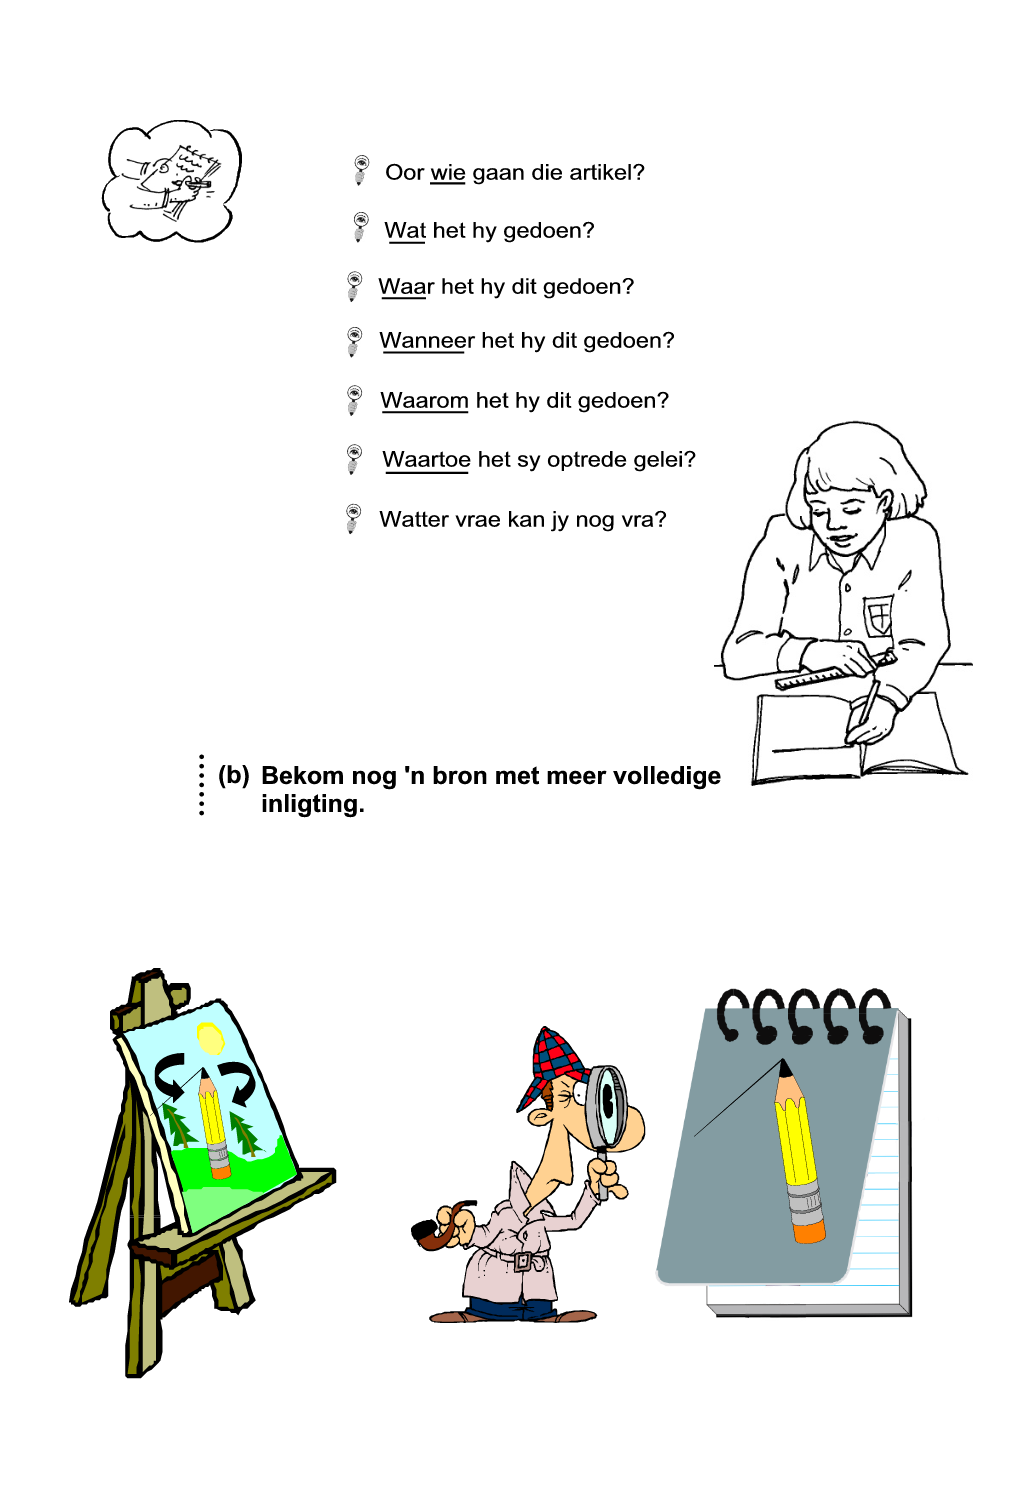 Oor wie gaan die artikel?
Wat het hy gedoen?
Waar het hy dit gedoen?
Wanneer het hy dit gedoen?
Waarom het hy dit gedoen?
Waartoe het sy optrede gelei?
Watter vrae kan jy nog vra?
(b) Bekom nog 'n bron met meer volledige
inligting.